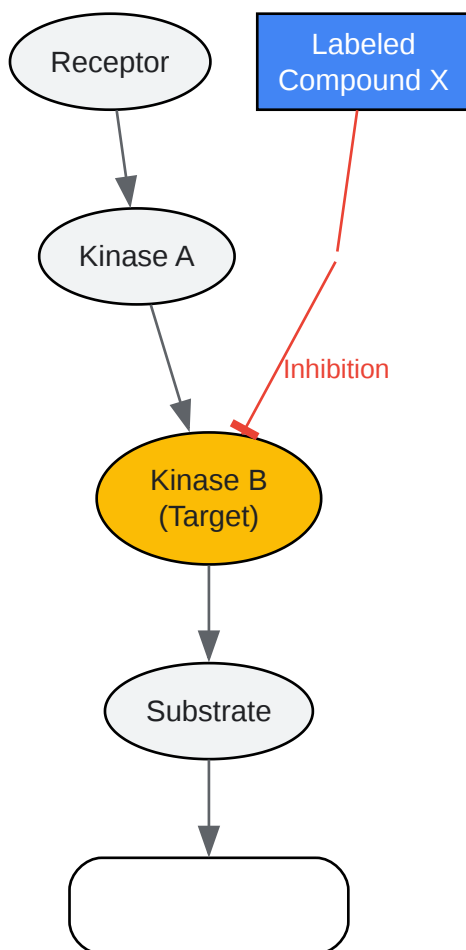 Receptor
Labeled
Compound X
Kinase A
Inhibition
Kinase B
(Target)
Substrate